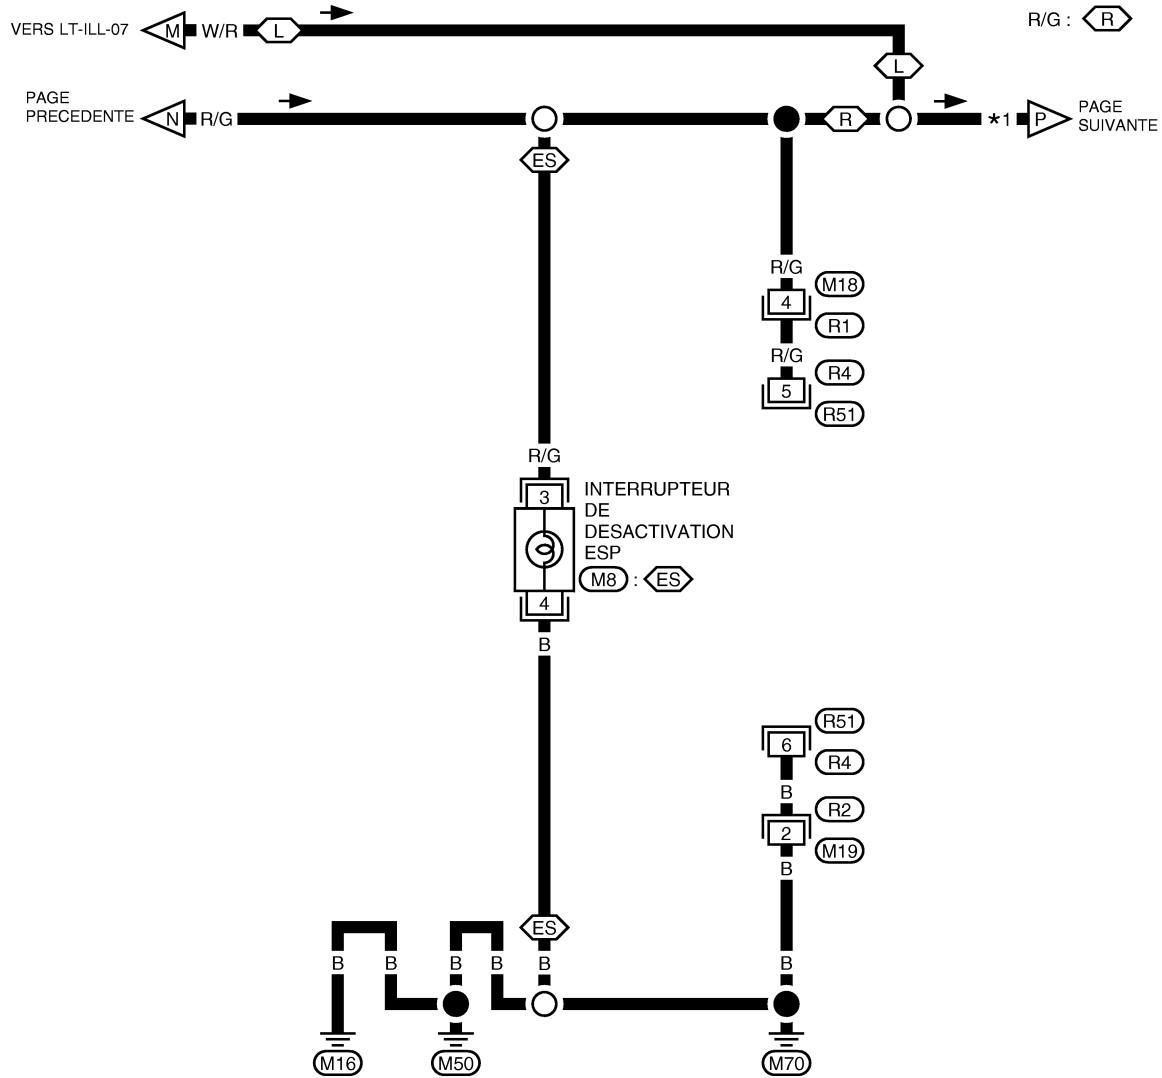 VERS LT-ILL-07 M W/R L
R/G : R
L
PAGE
PRECEDENTE
N R/G
R
*1 P
PAGE
SUIVANTE
ES
R/G
4
M18
R1
R/G
5
R4
R51
R/G
3
INTERRUPTEUR
DE
DESACTIVATION
ESP
M8 : ES
4
B
R51
6
R4
B
R2
2
M19
B
ES
B B B B B B
M16 M50 M70